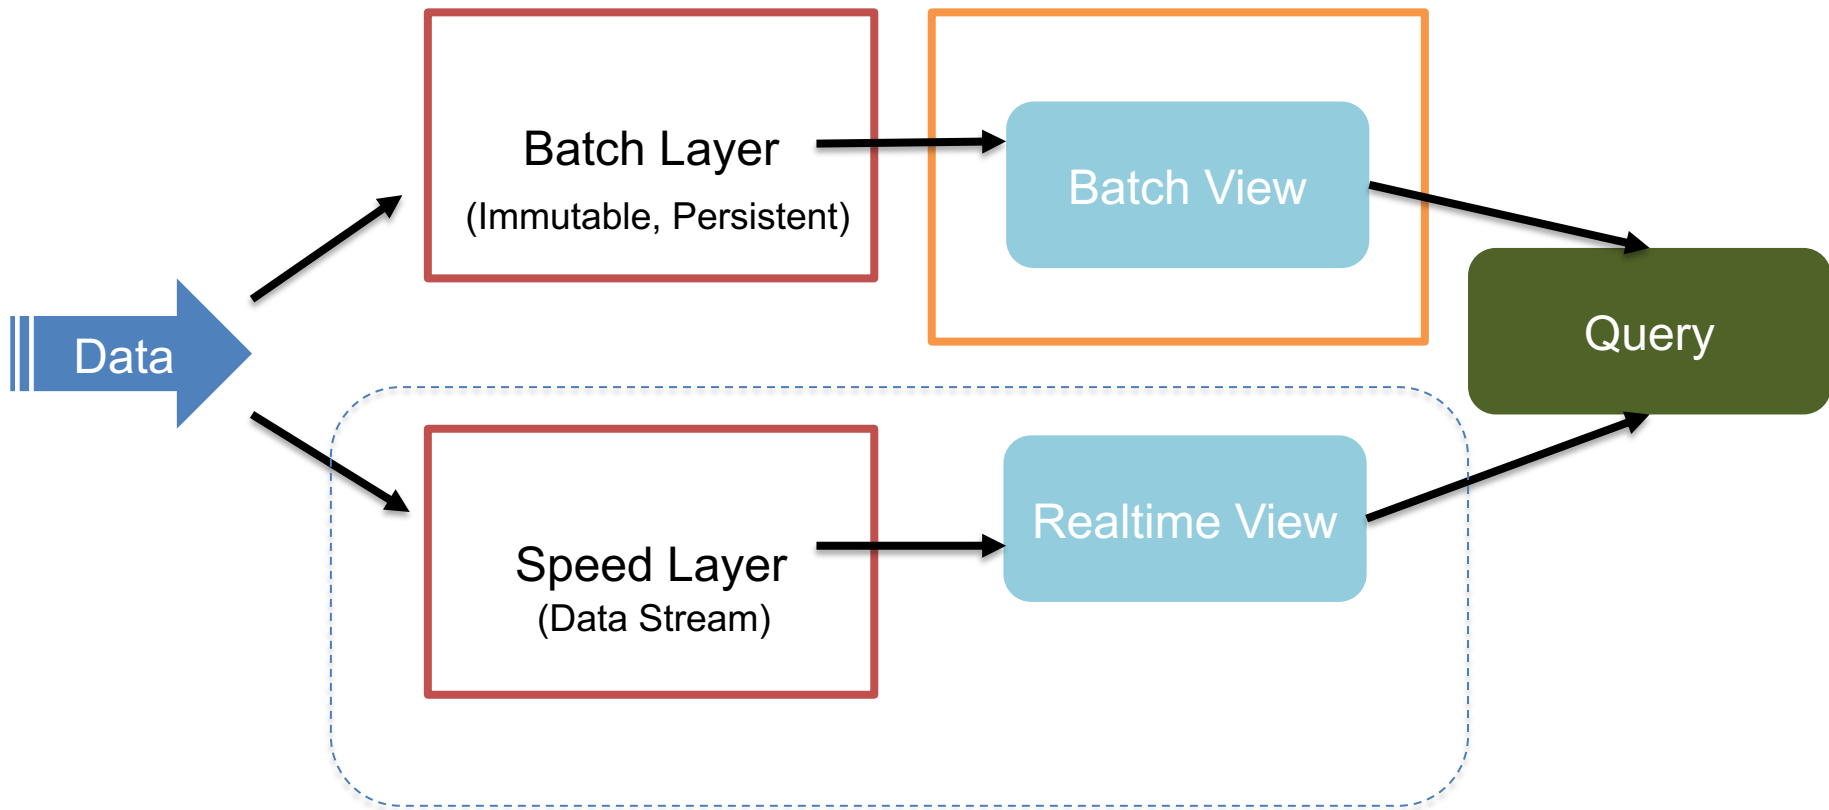 Data
Batch Layer
(Immutable, Persistent)
Batch View
Query
Speed Layer
(Data Stream)
Realtime View